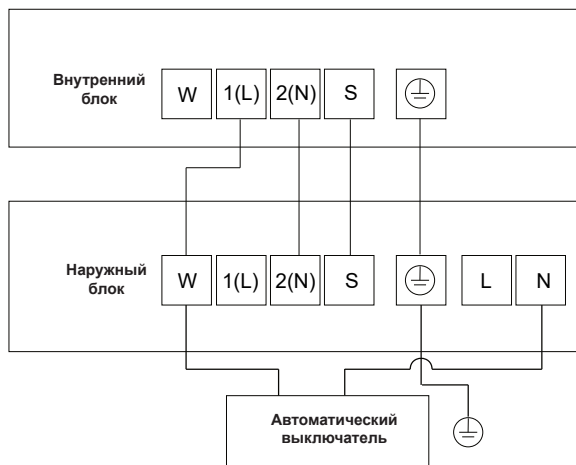 Внутренний
блок
W 1(L) 2(N) S
Наружный
блок
W 1(L) 2(N) S L N
Автоматический
выключатель